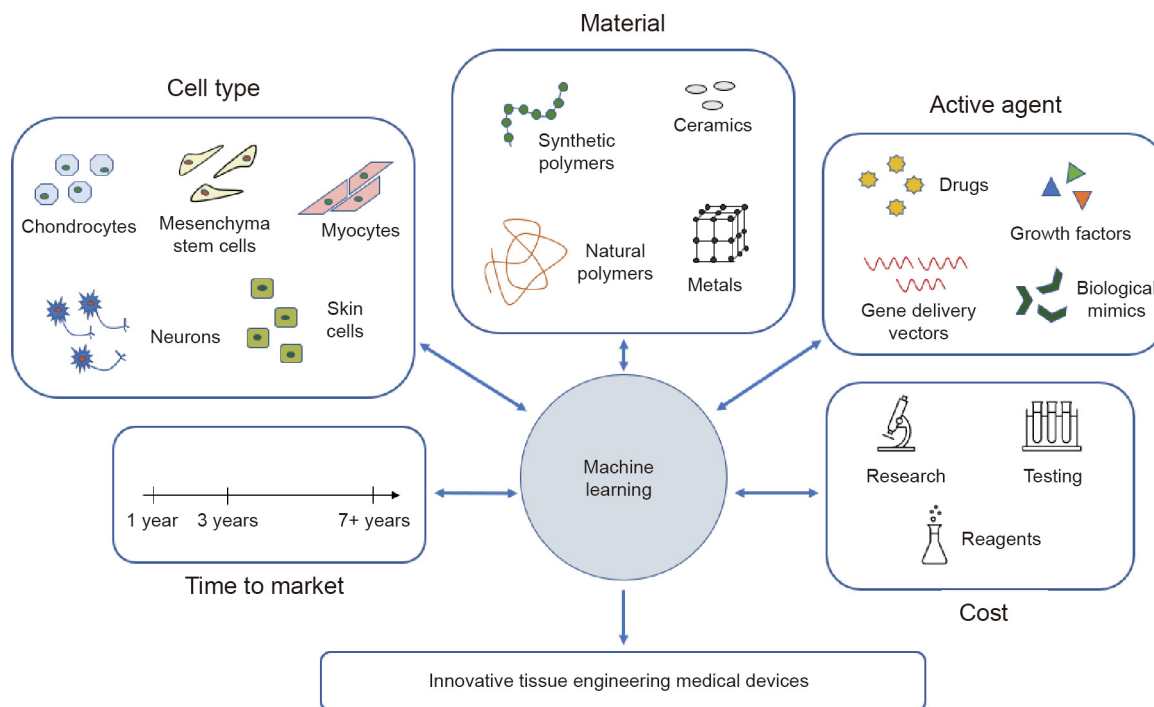 Material
Cell type
Active agent
Synthetic
polymers
Ceramics
Natural
polymers
Metals
Chondrocytes
Mesenchyma
stem cells
Myocytes
Neurons
Skin
cells
Drugs
Growth factors
Gene delivery
vectors
Biological
mimics
Machine
learning
1 year
3 years
7+ years
Time to market
Research
Testing
Reagents
Cost
Innovative tissue engineering medical devices